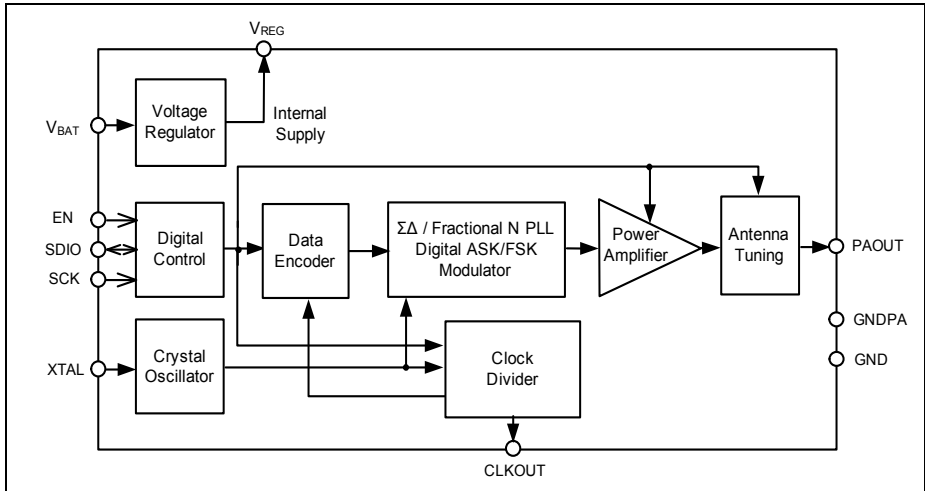 VREG
VBAT
Voltage
Regulator
Internal
Supply
EN
SDIO
SCK
Digital
Control
Data
Encoder
ΣΔ / Fractional N PLL
Digital ASK/FSK
Modulator
Power
Amplifier
Antenna
Tuning
PAOUT
GNDPA
GND
XTAL
Crystal
Oscillator
Clock
Divider
CLKOUT